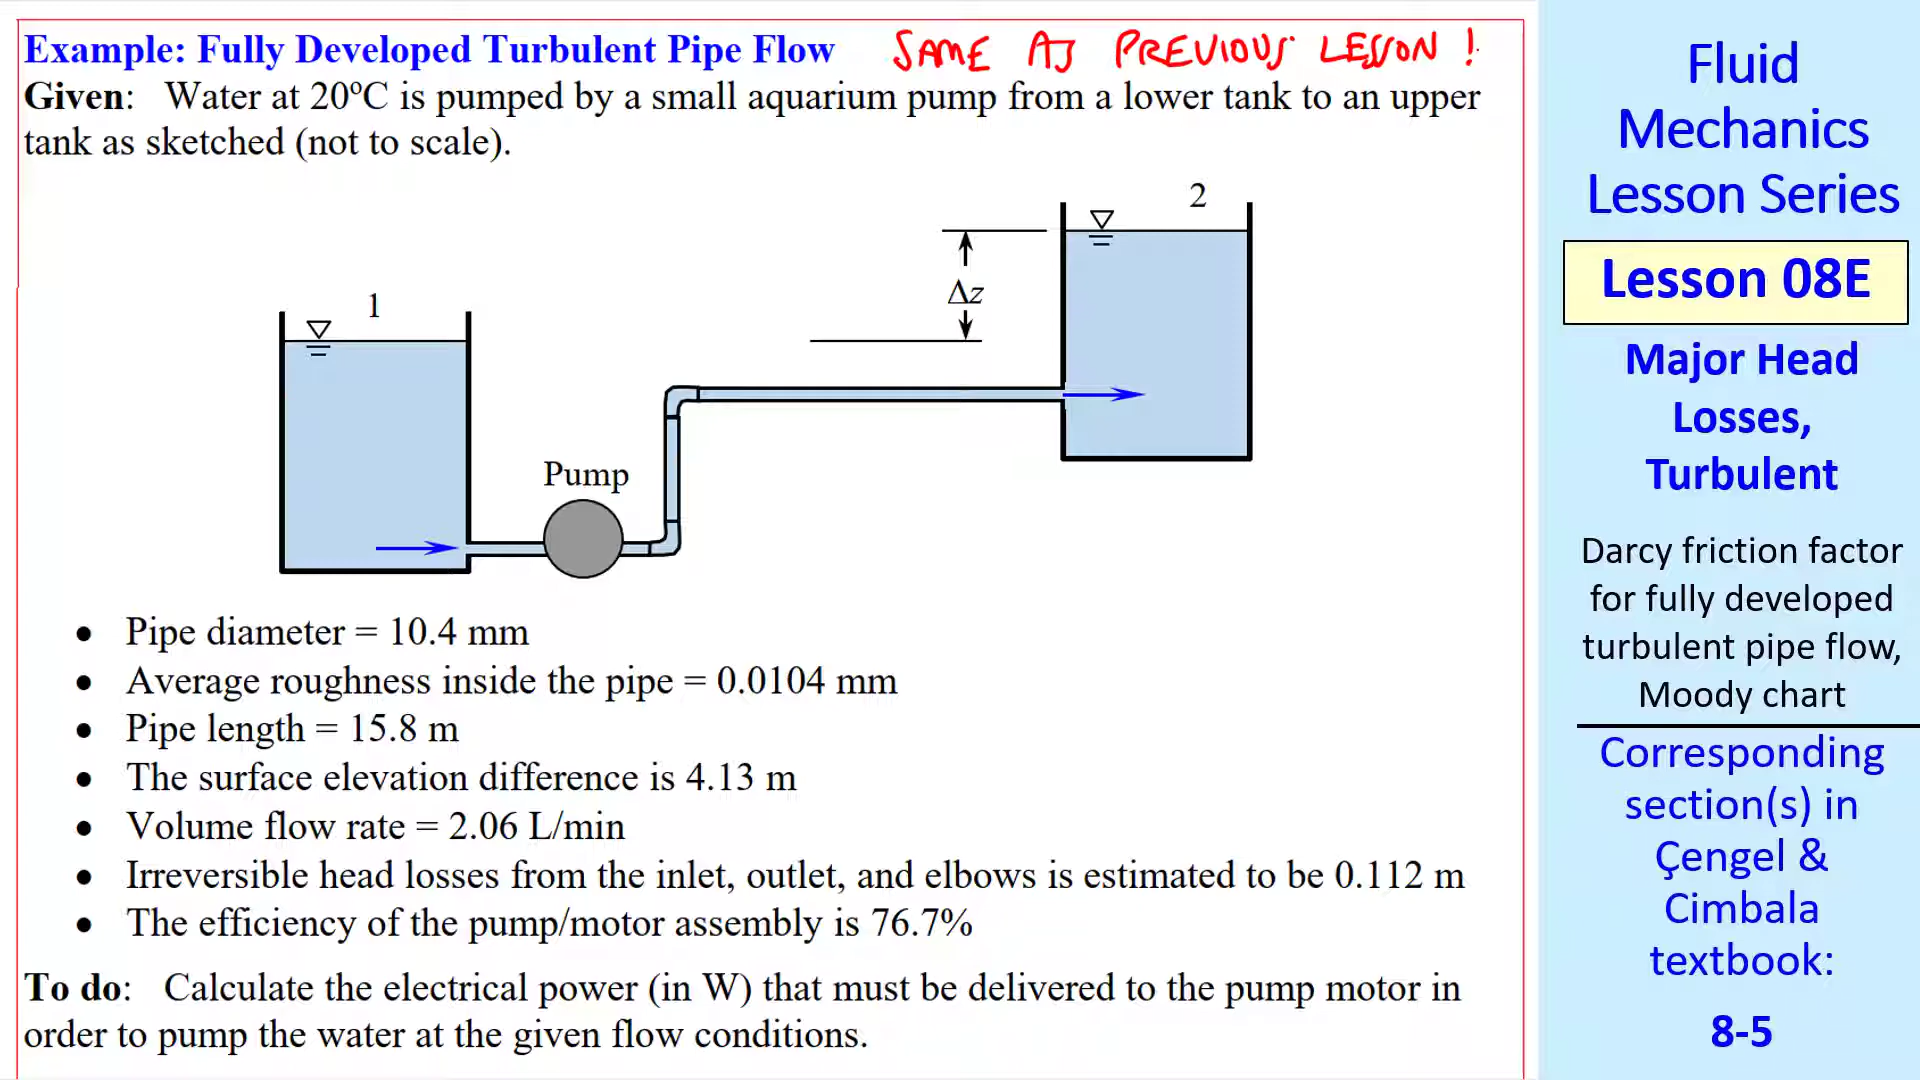 Example: Fully Developed Turbulent Pipe Flow SAME AS PREVIOUS LESSON !
Given: Water at 20ºC is pumped by a small aquarium pump from a lower tank to an upper
tank as sketched (not to scale).
2
1
Δz
Pump
• Pipe diameter = 10.4 mm
• Average roughness inside the pipe = 0.0104 mm
• Pipe length = 15.8 m
• The surface elevation difference is 4.13 m
• Volume flow rate = 2.06 L/min
• Irreversible head losses from the inlet, outlet, and elbows is estimated to be 0.112 m
• The efficiency of the pump/motor assembly is 76.7%
To do: Calculate the electrical power (in W) that must be delivered to the pump motor in
order to pump the water at the given flow conditions.
Fluid
Mechanics
Lesson Series
Lesson 08E
Major Head
Losses,
Turbulent
Darcy friction factor
for fully developed
turbulent pipe flow,
Moody chart
Corresponding
section(s) in
Çengel &
Cimbala
textbook:
8-5